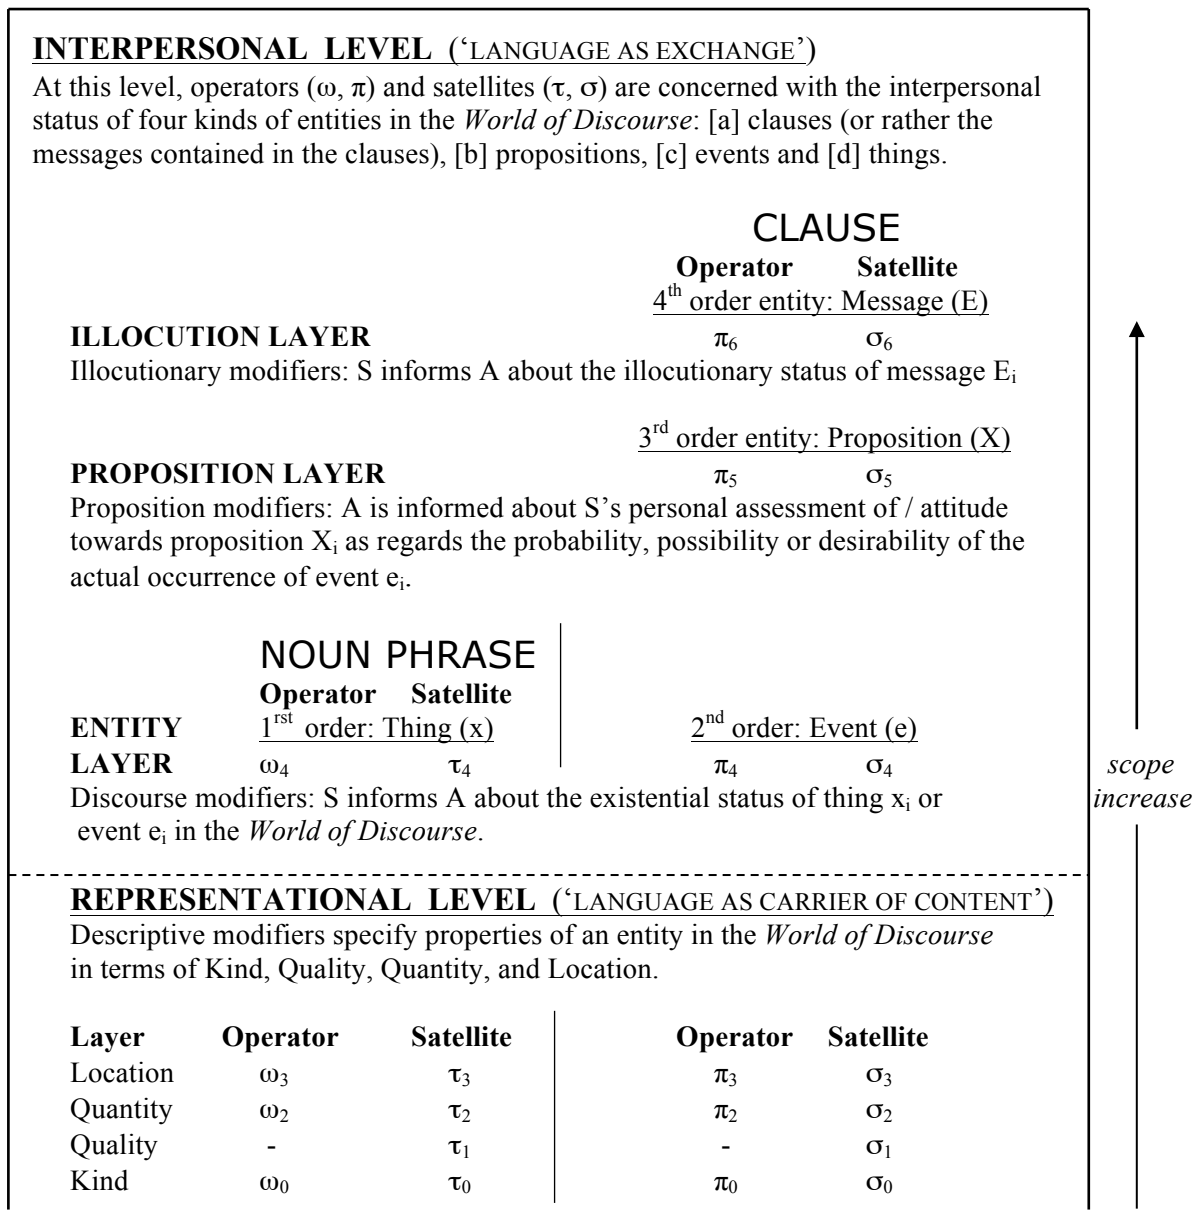 INTERPERSONAL LEVEL (‘LANGUAGE AS EXCHANGE’)
At this level, operators (ω, π) and satellites (τ, σ) are concerned with the interpersonal
status of four kinds of entities in the World of Discourse: [a] clauses (or rather the
messages contained in the clauses), [b] propositions, [c] events and [d] things.
CLAUSE
Operator Satellite
4th order entity: Message (E)
ILLOCUTION LAYER π6 σ6
Illocutionary modifiers: S informs A about the illocutionary status of message Ei
3rd order entity: Proposition (X)
PROPOSITION LAYER π5 σ5
Proposition modifiers: A is informed about S’s personal assessment of / attitude
towards proposition Xi as regards the probability, possibility or desirability of the
actual occurrence of event ei.
NOUN PHRASE
Operator Satellite
ENTITY 1rst order: Thing (x) 2nd order: Event (e)
LAYER ω4 τ4 π4 σ4
Discourse modifiers: S informs A about the existential status of thing xi or
event ei in the World of Discourse.
scope
increase
REPRESENTATIONAL LEVEL (‘LANGUAGE AS CARRIER OF CONTENT’)
Descriptive modifiers specify properties of an entity in the World of Discourse
in terms of Kind, Quality, Quantity, and Location.
Layer Operator Satellite Operator Satellite
Location ω3 τ3 π3 σ3
Quantity ω2 τ2 π2 σ2
Quality - τ1 - σ1
Kind ω0 τ0 π0 σ0